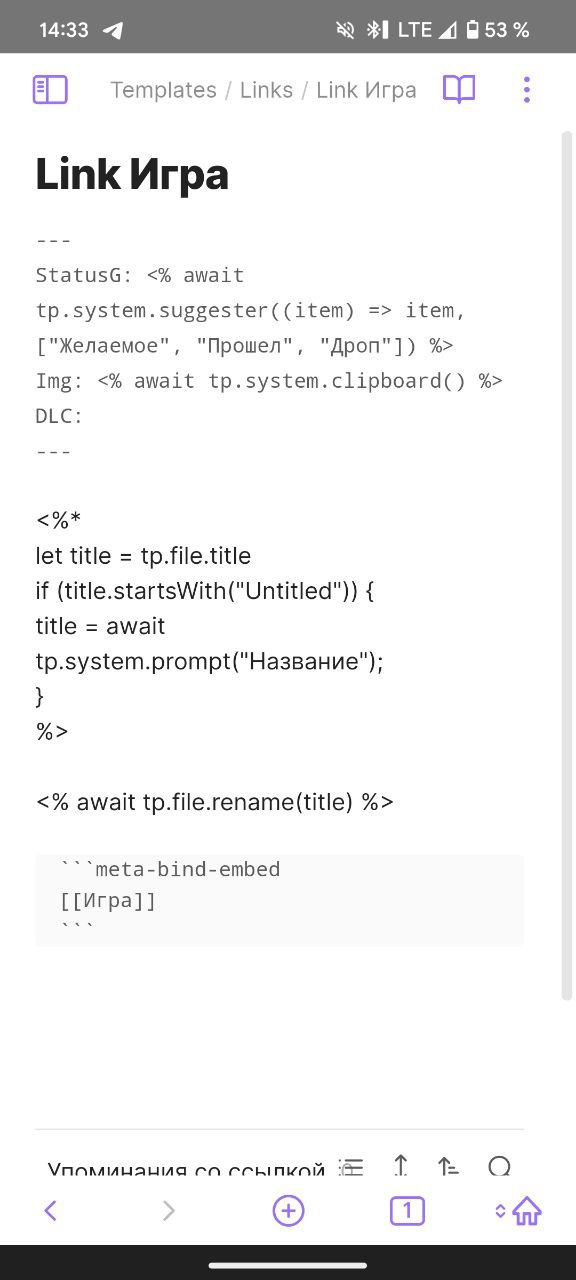 14:33
LTE 53 %
Templates / Links / Link Игра
Link Игра
---
StatusG: <% await
tp.system.suggester((item) => item,
["Желаемое", "Прошел", "Дроп"]) %>
Img: <% await tp.system.clipboard() %>
DLC:
---
<%*
let title = tp.file.title
if (title.startsWith("Untitled")) {
title = await
tp.system.prompt("Название");
}
%>
<% await tp.file.rename(title) %>
```meta-bind-embed
[[Игра]]
```
Упоминания со ссылкой
1